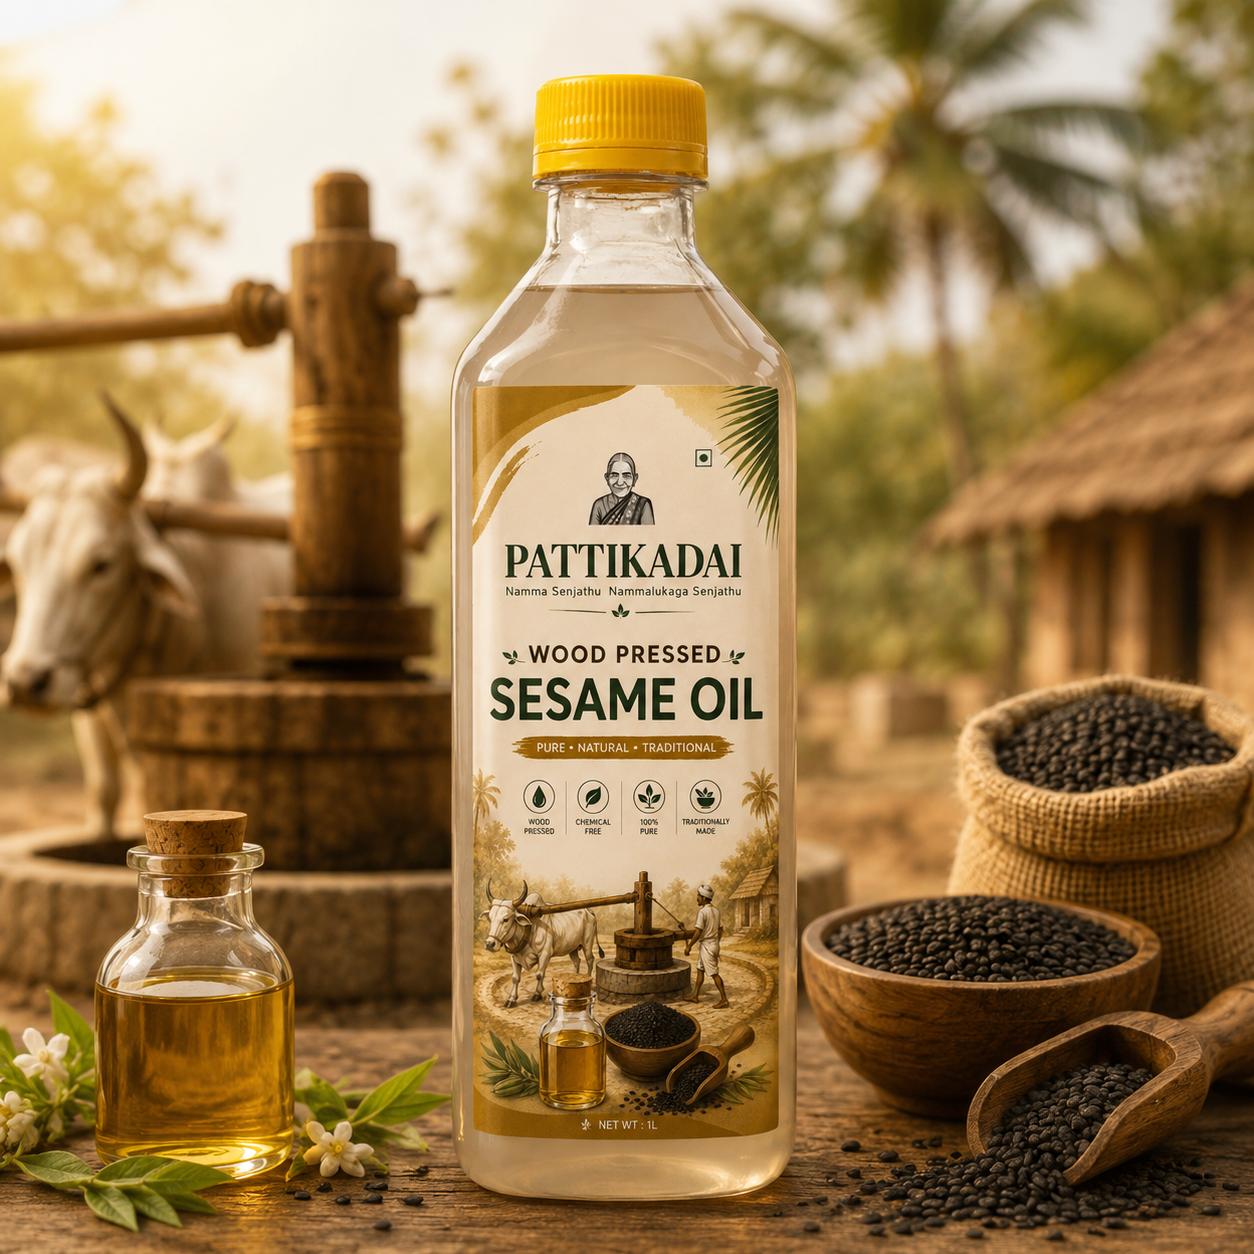 PATTIKADAI
Namma Senjathu Nammalukaga Senjathu
WOOD PRESSED
SESAME OIL
PURE • NATURAL • TRADITIONAL
WOOD PRESSED
CHEMICAL FREE
100% PURE
TRADITIONALLY MADE
NET WT : 1L